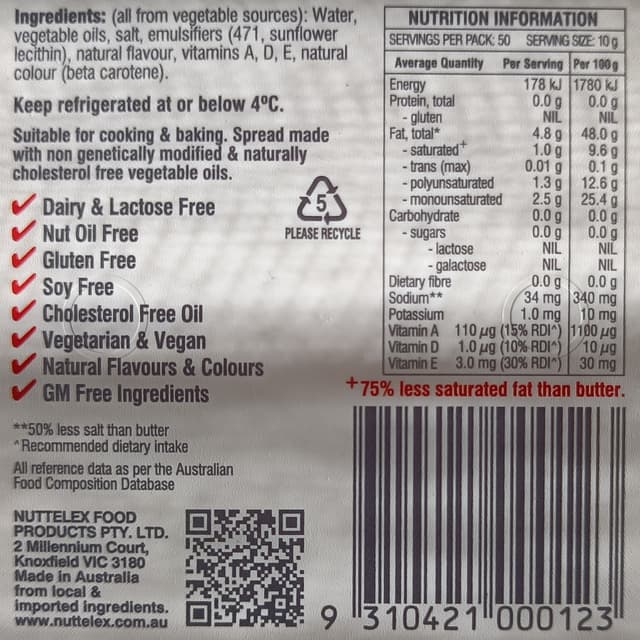 Ingredients: (all from vegetable sources): Water,
vegetable oils, salt, emulsifiers (471, sunflower
lecithin), natural flavour, vitamins A, D, E, natural
colour (beta carotene).
Keep refrigerated at or below 4ºC.
Suitable for cooking & baking. Spread made
with non genetically modified & naturally
cholesterol free vegetable oils.
Dairy & Lactose Free
Nut Oil Free
Gluten Free
Soy Free
Cholesterol Free Oil
Vegetarian & Vegan
Natural Flavours & Colours
GM Free Ingredients
5
PLEASE RECYCLE
**50% less salt than butter
^Recommended dietary intake
All reference data as per the Australian
Food Composition Database
NUTTELEX FOOD
PRODUCTS PTY. LTD.
2 Millennium Court,
Knoxfield VIC 3180
Made in Australia
from local &
imported ingredients.
www.nuttelex.com.au
NUTRITION INFORMATION
SERVINGS PER PACK: 50 SERVING SIZE: 10 g
Average Quantity Per Serving Per 100 g
Energy 178 kJ 1780 kJ
Protein, total 0.0 g 0.0 g
- gluten NIL NIL
Fat, total* 4.8 g 48.0 g
- saturated+ 1.0 g 9.6 g
- trans (max) 0.01 g 0.1 g
- polyunsaturated 1.3 g 12.6 g
- monounsaturated 2.5 g 25.4 g
Carbohydrate 0.0 g 0.0 g
- sugars 0.0 g 0.0 g
- lactose NIL NIL
- galactose NIL NIL
Dietary fibre 0.0 g 0.0 g
Sodium** 34 mg 340 mg
Potassium 1.0 mg 10 mg
Vitamin A 110 µg (15% RDI^) 1100 µg
Vitamin D 1.0 µg (10% RDI^) 10 µg
Vitamin E 3.0 mg (30% RDI^) 30 mg
+75% less saturated fat than butter.
9 310421 000123